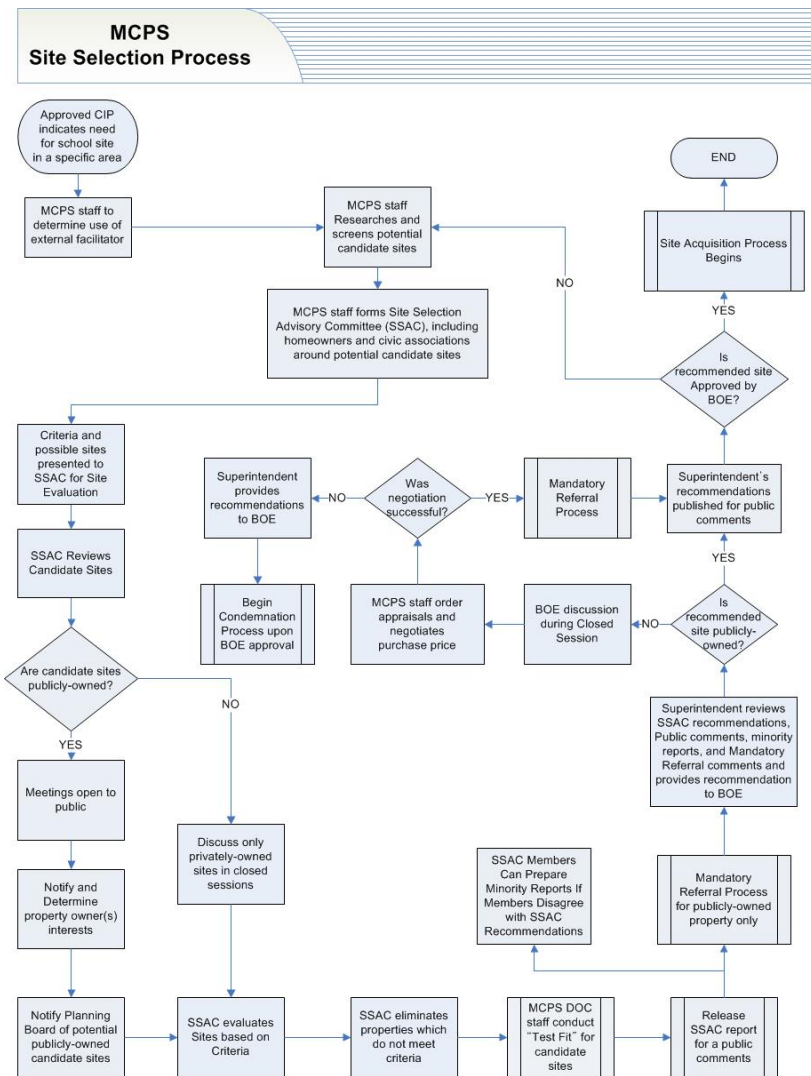 MCPS
Site Selection Process
Approved CIP
indicates need
for school site
in a specific area
MCPS staff to
determine use of
external facilitator
MCPS staff
Researches and
screens potential
candidate sites
MCPS staff forms Site Selection
Advisory Committee (SSAC), including
homeowners and civic associations
around potential candidate sites
Criteria and
possible sites
presented to
SSAC for Site
Evaluation
SSAC Reviews
Candidate Sites
Are candidate sites
publicly-owned?
NO
YES
Meetings open to
public
Notify and
Determine
property owner(s)
interests
Notify Planning
Board of potential
publicly-owned
candidate sites
Discuss only
privately-owned
sites in closed
sessions
SSAC evaluates
Sites based on
Criteria
SSAC eliminates
properties which
do not meet
criteria
MCPS DOC
staff conduct
"Test Fit" for
candidate
sites
Release
SSAC report
for a public
comments
SSAC Members
Can Prepare
Minority Reports If
Members Disagree
with SSAC
Recommendations
Mandatory
Referral Process
for publicly-owned
property only
Superintendent reviews
SSAC recommendations,
Public comments, minority
reports, and Mandatory
Referral comments and
provides recommendation
to BOE
Is
recommended
site publicly-
owned?
NO
YES
BOE discussion
during Closed
Session
MCPS staff order
appraisals and
negotiates
purchase price
Was
negotiation
successful?
NO
YES
Superintendent
provides
recommendations
to BOE
Begin
Condemnation
Process upon
BOE approval
Mandatory
Referral
Process
Superintendent's
recommendations
published for public
comments
Is
recommended site
Approved by
BOE?
NO
YES
Site Acquisition Process
Begins
END